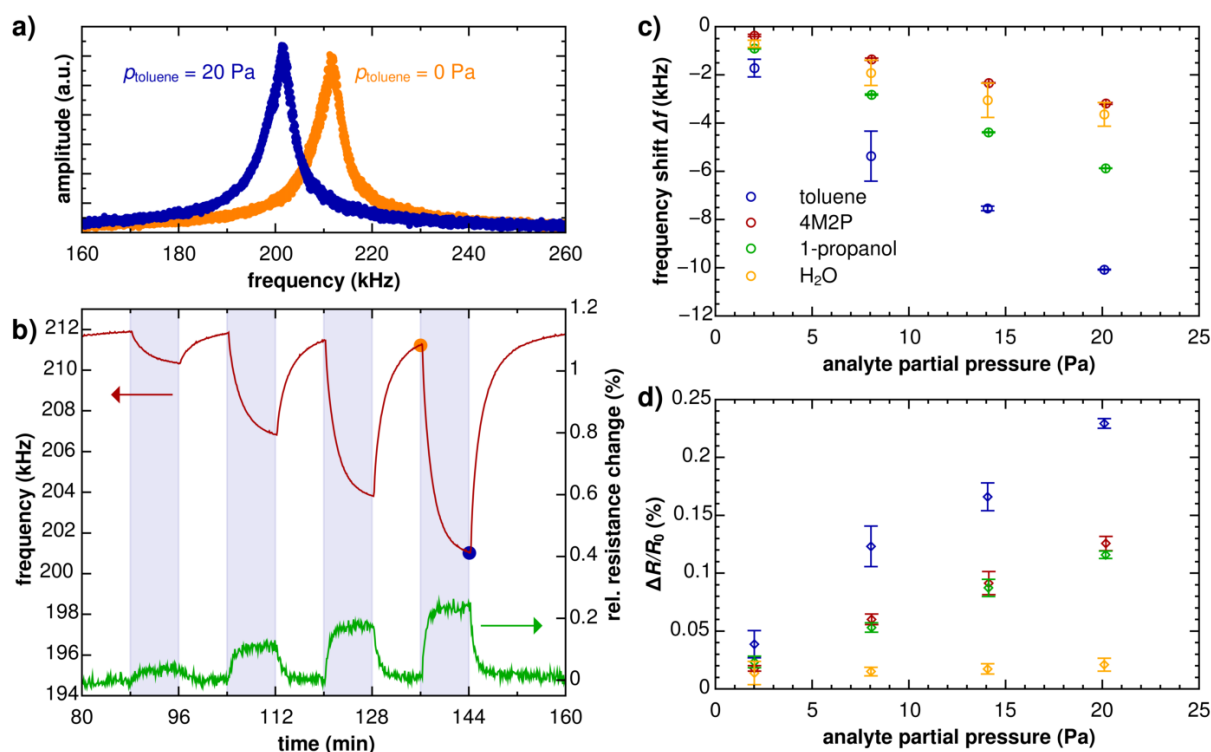 a)
p_toluene = 20 Pa
p_toluene = 0 Pa
amplitude (a.u.)
160 180 200 220 240 260
frequency (kHz)
b)
212
210
208
206
204
202
200
198
196
194
frequency (kHz)
1.2
1
0.8
0.6
0.4
0.2
0
rel. resistance change (%)
80 96 112 128 144 160
time (min)
c)
0
−2
−4
−6
−8
−10
−12
frequency shift Δf (kHz)
toluene
4M2P
1-propanol
H₂O
0 5 10 15 20 25
analyte partial pressure (Pa)
d)
0.25
0.2
0.15
0.1
0.05
0
ΔR/R₀ (%)
0 5 10 15 20 25
analyte partial pressure (Pa)